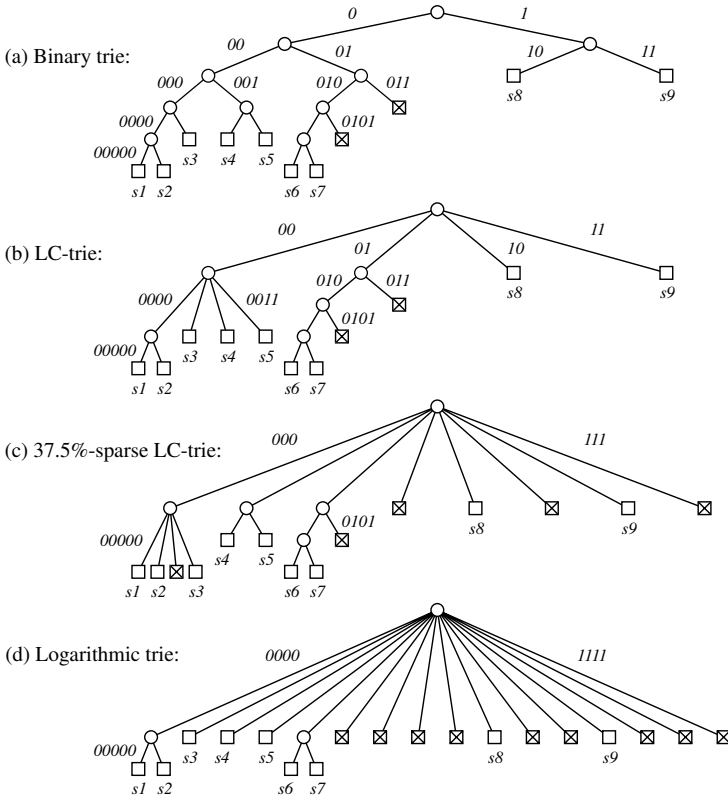 0 1
(a) Binary trie:
00 01 10 11
s8 s9
000 001 010 011
0000 0101
s3 s4 s5
00000
s1 s2 s6 s7
(b) LC-trie:
00 01 10 11
s8 s9
010 011
0000 0011 0101
s3 s4 s5
00000
s1 s2 s6 s7
(c) 37.5%-sparse LC-trie:
000 111
0101
s8 s9
00000
s4 s5
s1 s2 s3 s6 s7
(d) Logarithmic trie:
0000 1111
00000
s3 s4 s5 s8 s9
s1 s2 s6 s7